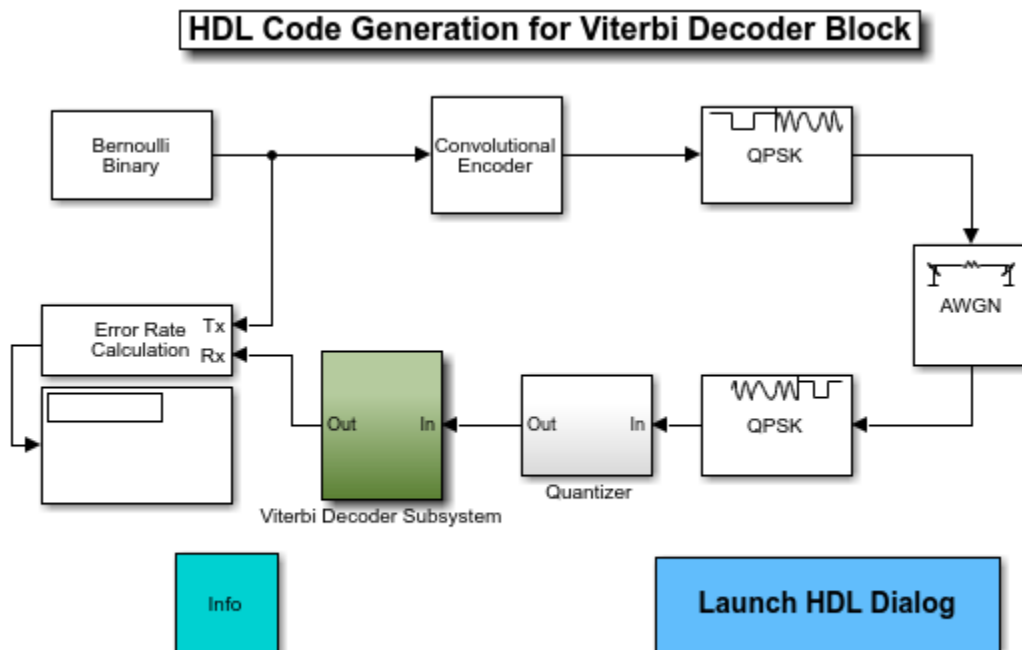 HDL Code Generation for Viterbi Decoder Block
Bernoulli
Binary
Convolutional
Encoder
QPSK
AWGN
Error Rate
Calculation
Tx
Rx
Out
In
Viterbi Decoder Subsystem
Out
In
Quantizer
QPSK
Info
Launch HDL Dialog